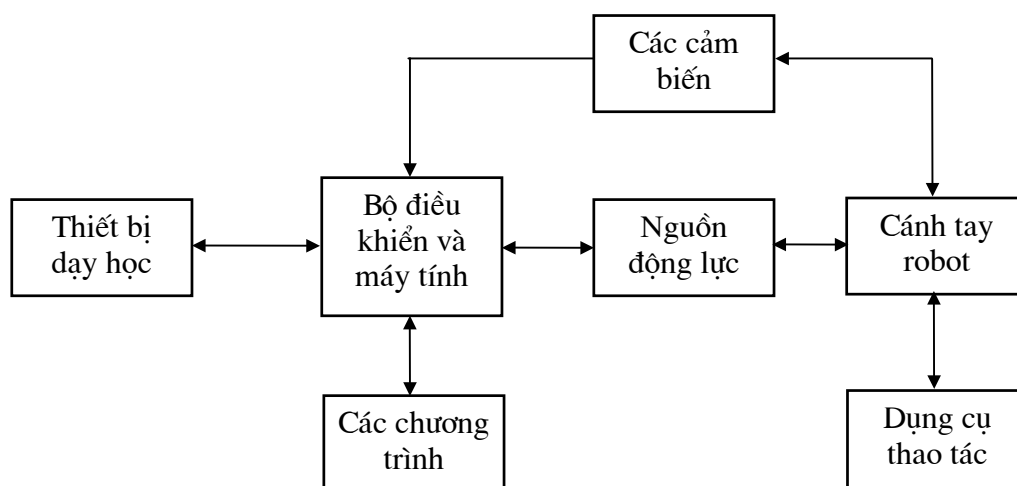 Các cảm
biến
Thiết bị
dạy học
Bộ điều
khiển và
máy tính
Nguồn
động lực
Cánh tay
robot
Các chương
trình
Dụng cụ
thao tác